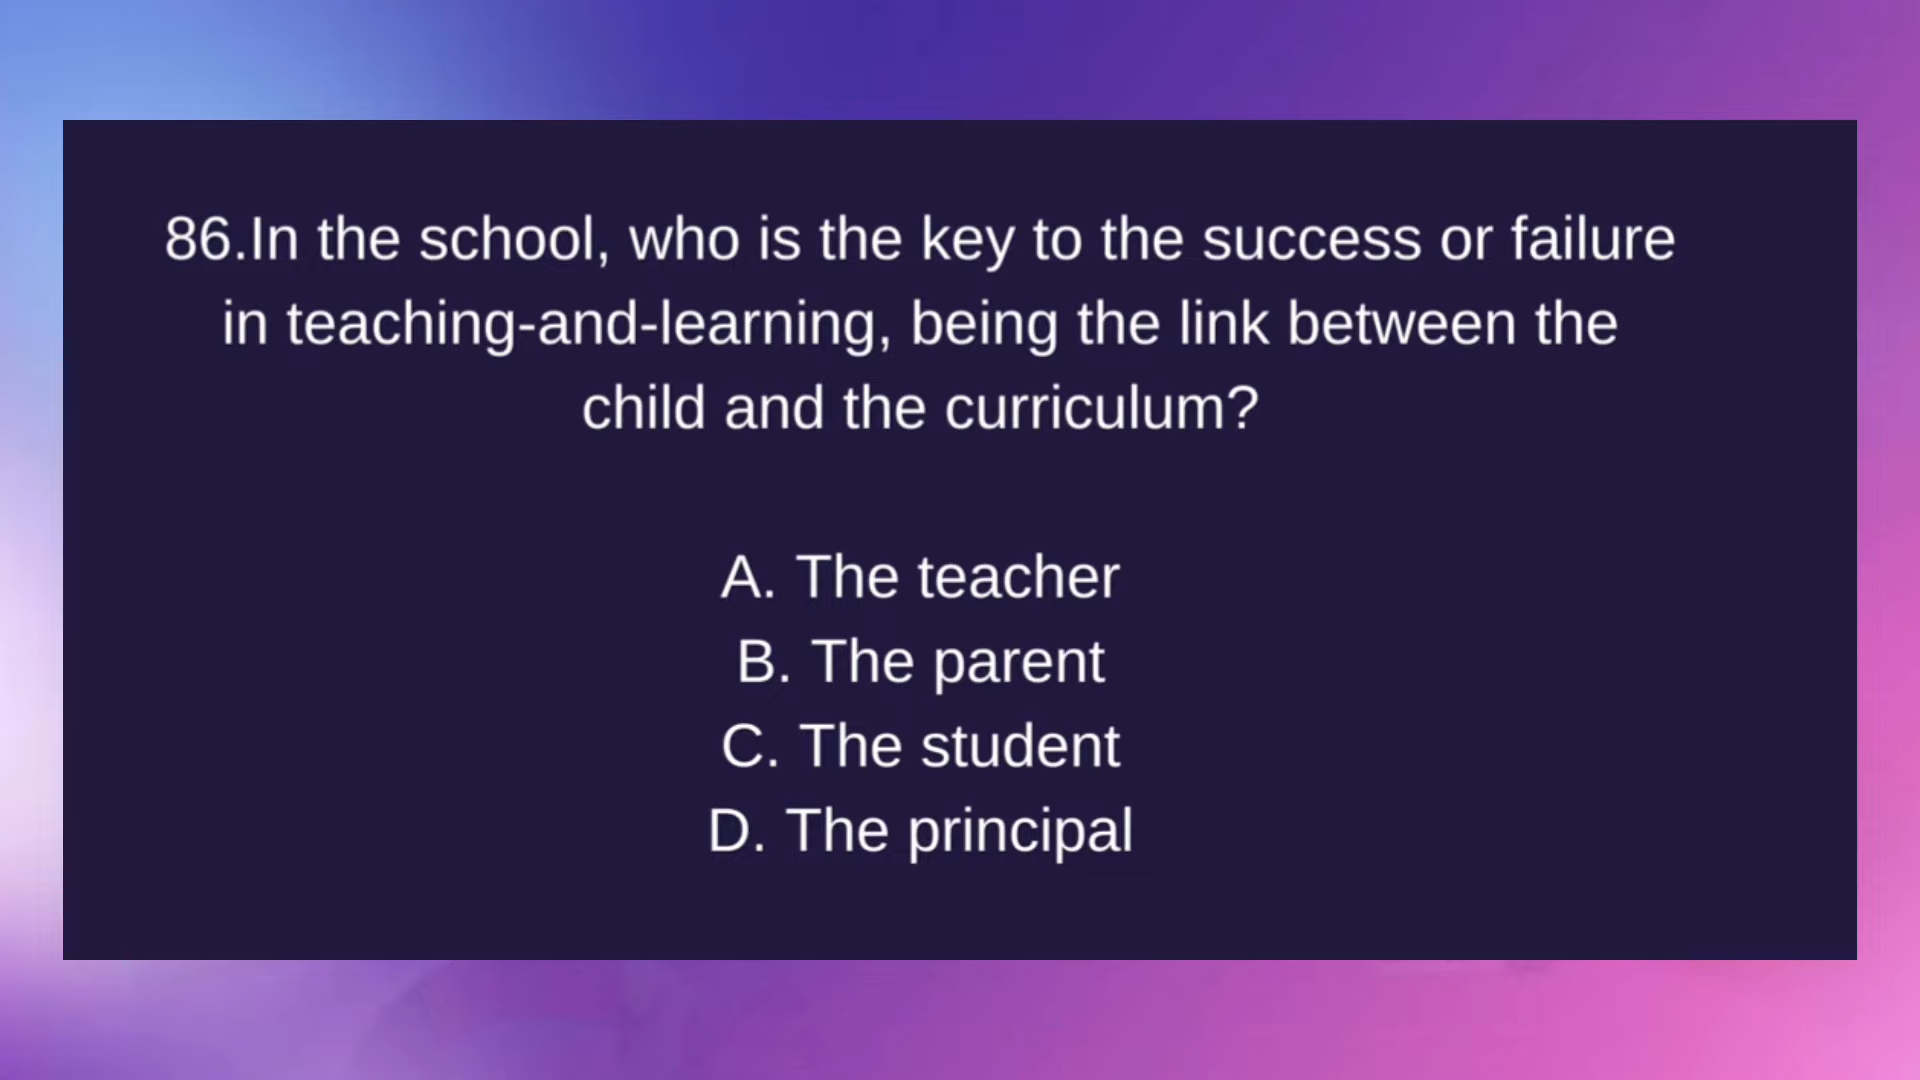 86.In the school, who is the key to the success or failure
in teaching-and-learning, being the link between the
child and the curriculum?
A. The teacher
B. The parent
C. The student
D. The principal